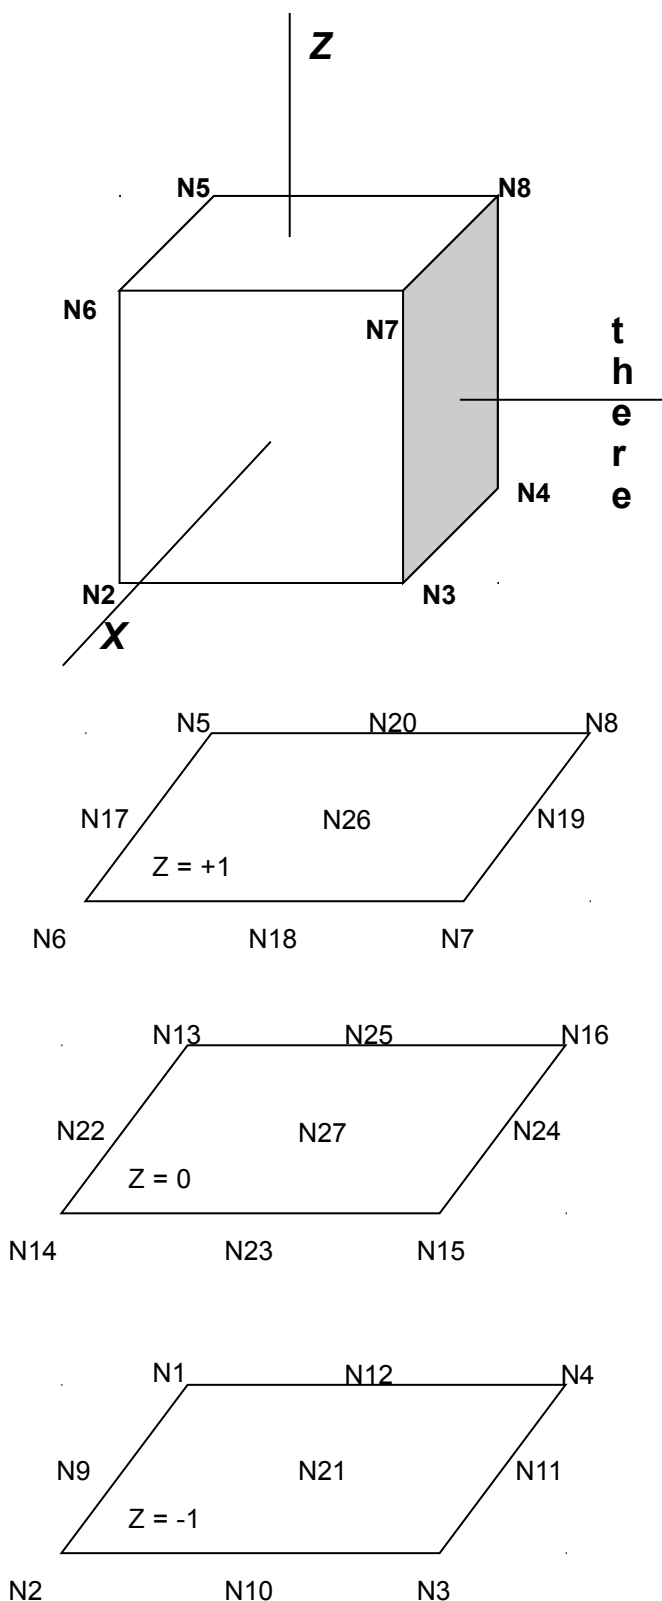 Z
N5 N8
N6
N7
there
N4
N2 N3
X
N5 N20 N8
N17 N26 N19
Z = +1
N6 N18 N7
N13 N25 N16
N22 N27 N24
Z = 0
N14 N23 N15
N1 N12 N4
N9 N21 N11
Z = -1
N2 N10 N3